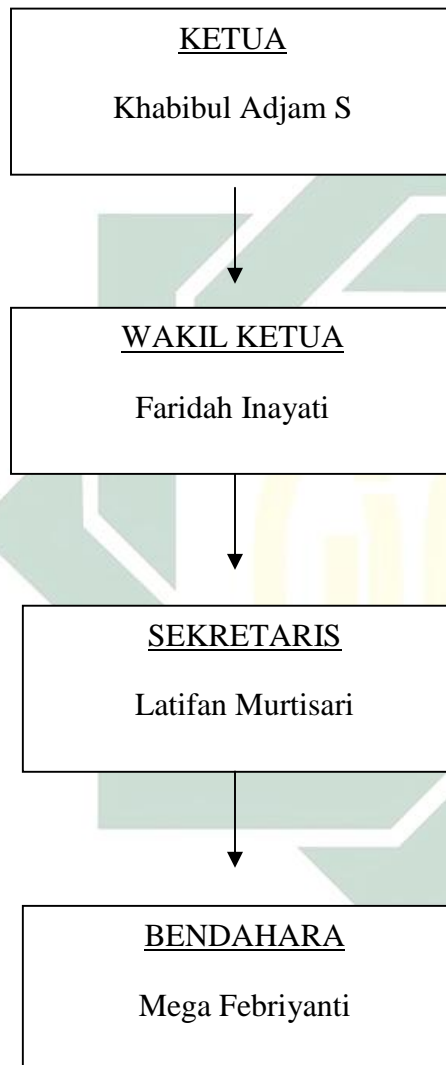 KETUA
Khabibul Adjam S
WAKIL KETUA
Faridah Inayati
SEKRETARIS
Latifan Murtisari
BENDAHARA
Mega Febriyanti